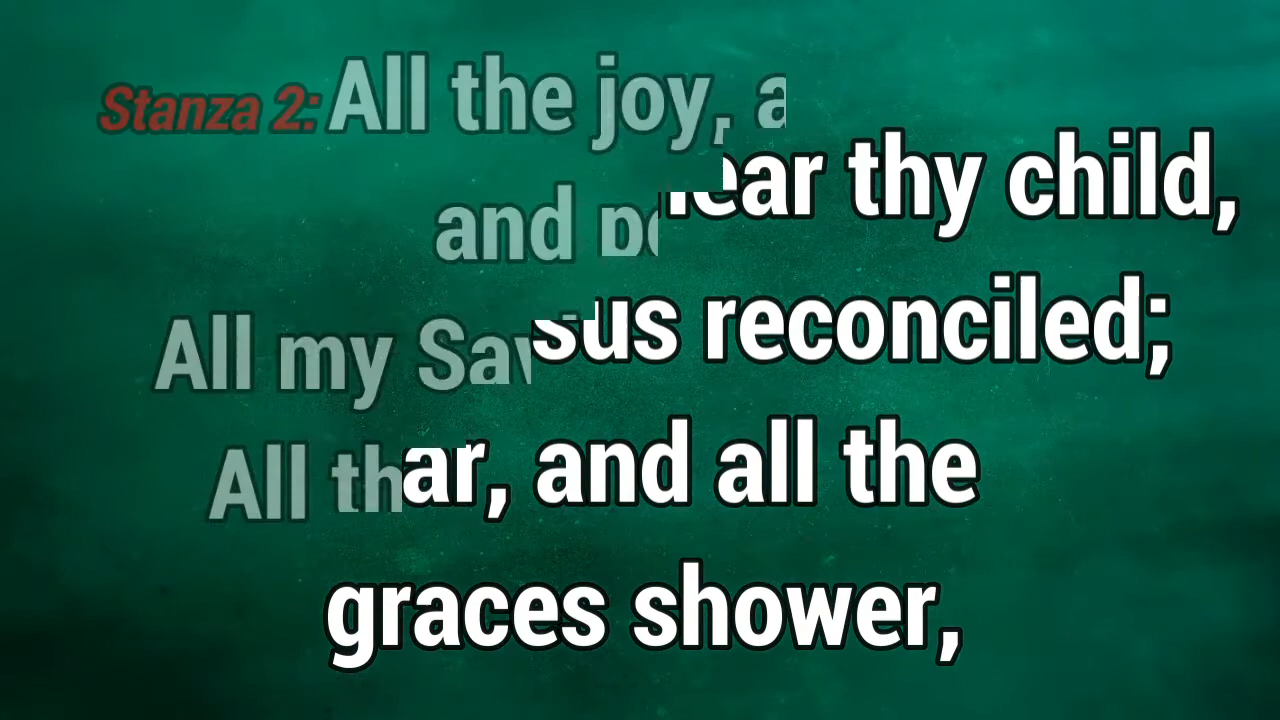 Stanza 2: All the joy,
ear thy child,
and
sus reconciled;
All my Sav
All th
ar, and all the
graces shower,